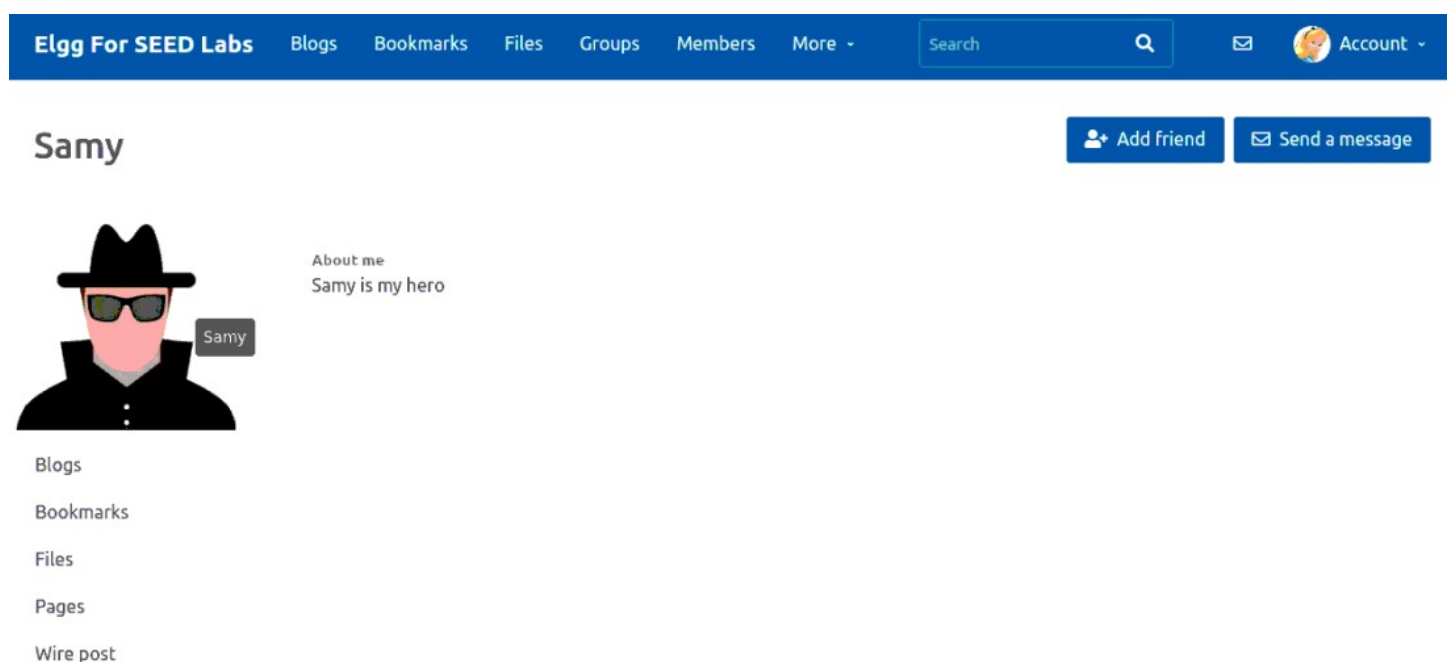 Elgg For SEED Labs Blogs Bookmarks Files Groups Members More Search Account
Samy Add friend Send a message
About me
Samy is my hero
Samy
Blogs
Bookmarks
Files
Pages
Wire post